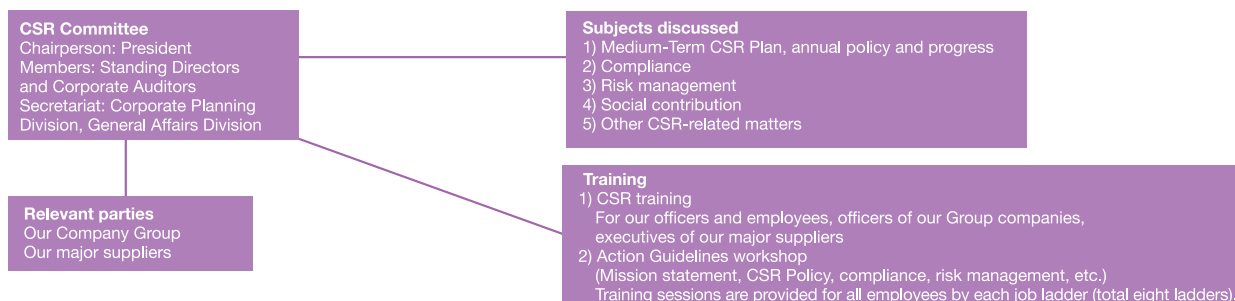 CSR Committee
Chairperson: President
Members: Standing Directors
and Corporate Auditors
Secretariat: Corporate Planning
Division, General Affairs Division
Subjects discussed
1) Medium-Term CSR Plan, annual policy and progress
2) Compliance
3) Risk management
4) Social contribution
5) Other CSR-related matters
Relevant parties
Our Company Group
Our major suppliers
Training
1) CSR training
For our officers and employees, officers of our Group companies,
executives of our major suppliers
2) Action Guidelines workshop
(Mission statement, CSR Policy, compliance, risk management, etc.)
Training sessions are provided for all employees by each job ladder (total eight ladders).